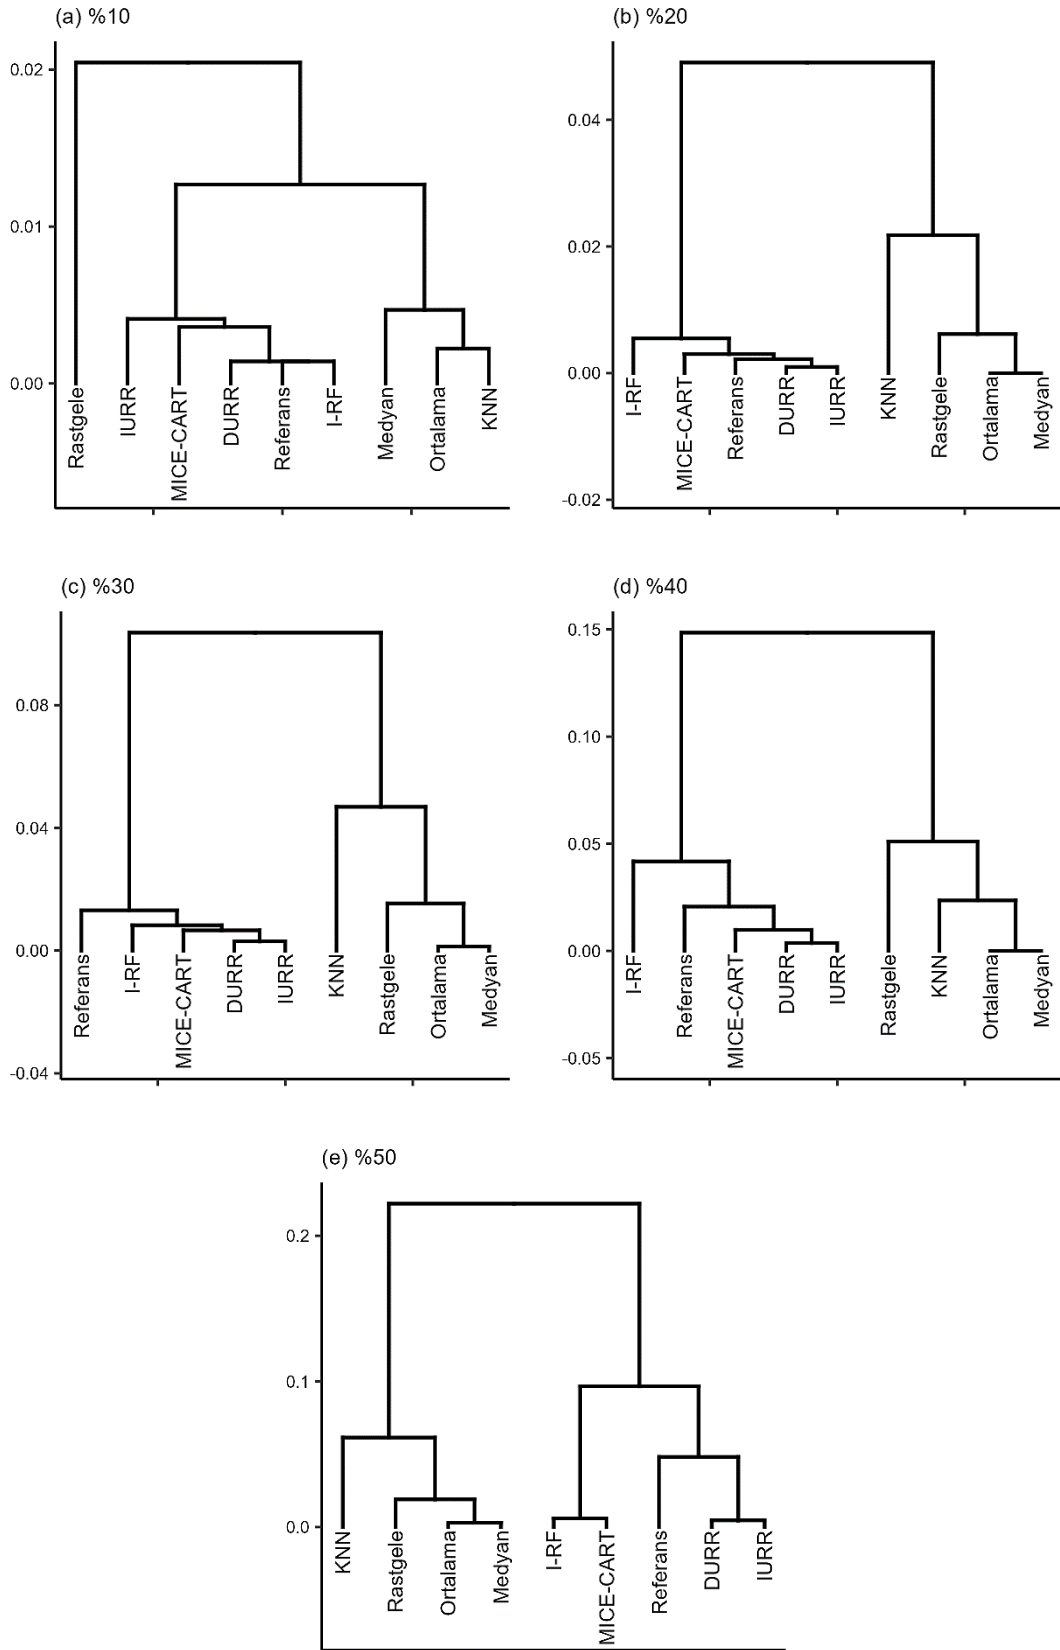 (a) %10
0.02
0.01
0.00
Rastgele
IURR
MICE-CART
DURR
Referans
I-RF
Medyan
Ortalama
KNN
(b) %20
0.04
0.02
0.00
-0.02
I-RF
MICE-CART
Referans
DURR
IURR
KNN
Rastgele
Ortalama
Medyan
(c) %30
0.08
0.04
0.00
-0.04
Referans
I-RF
MICE-CART
DURR
IURR
KNN
Rastgele
Ortalama
Medyan
(d) %40
0.15
0.10
0.05
0.00
-0.05
I-RF
Referans
MICE-CART
DURR
IURR
Rastgele
KNN
Ortalama
Medyan
(e) %50
0.2
0.1
0.0
KNN
Rastgele
Ortalama
Medyan
I-RF
MICE-CART
Referans
DURR
IURR